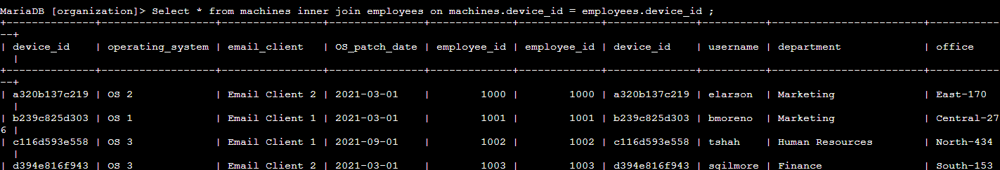 MariaDB [organization]> Select * from machines inner join employees on machines.device_id = employees.device_id ;
+--------------+------------------+--------------+---------------+-------------+-------------+--------------+----------+------------------------+-----------
--+
| device_id    | operating_system | email_client   | OS_patch_date | employee_id | employee_id | device_id    | username | department             | office
  |
+--------------+------------------+----------------+---------------+-------------+-------------+--------------+----------+------------------------+-----------
--+
| a320b137c219 | OS 2             | Email Client 2 | 2021-03-01    |        1000 |        1000 | a320b137c219 | elarson  | Marketing              | East-170
  |
| b239c825d303 | OS 1             | Email Client 1 | 2021-03-01    |        1001 |        1001 | b239c825d303 | bmoreno  | Marketing              | Central-27
6 |
| c116d593e558 | OS 3             | Email Client 1 | 2021-09-01    |        1002 |        1002 | c116d593e558 | tshah    | Human Resources        | North-434
  |
| d394e816f943 | OS 3             | Email Client 2 | 2021-03-01    |        1003 |        1003 | d394e816f943 | sgilmore | Finance                | South-153